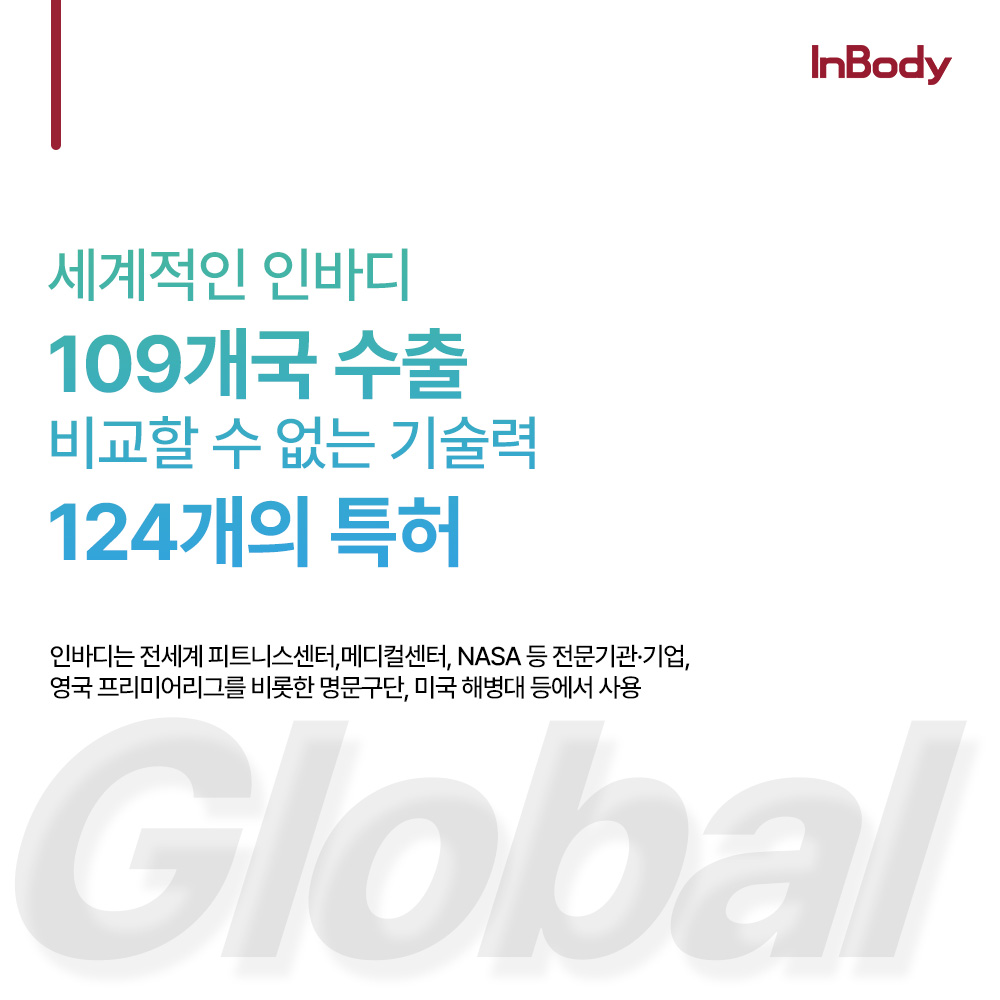 InBody
세계적인 인바디
109개국 수출
비교할 수 없는 기술력
124개의 특허
인바디는 전세계 피트니스센터,메디컬센터, NASA 등 전문기관·기업,
영국 프리미어리그를 비롯한 명문구단, 미국 해병대 등에서 사용
Global